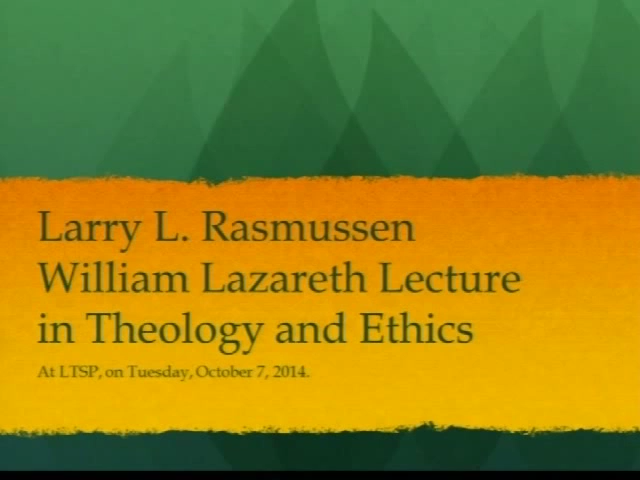 Larry L. Rasmussen
William Lazareth Lecture
in Theology and Ethics
At LTSP, on Tuesday, October 7, 2014.